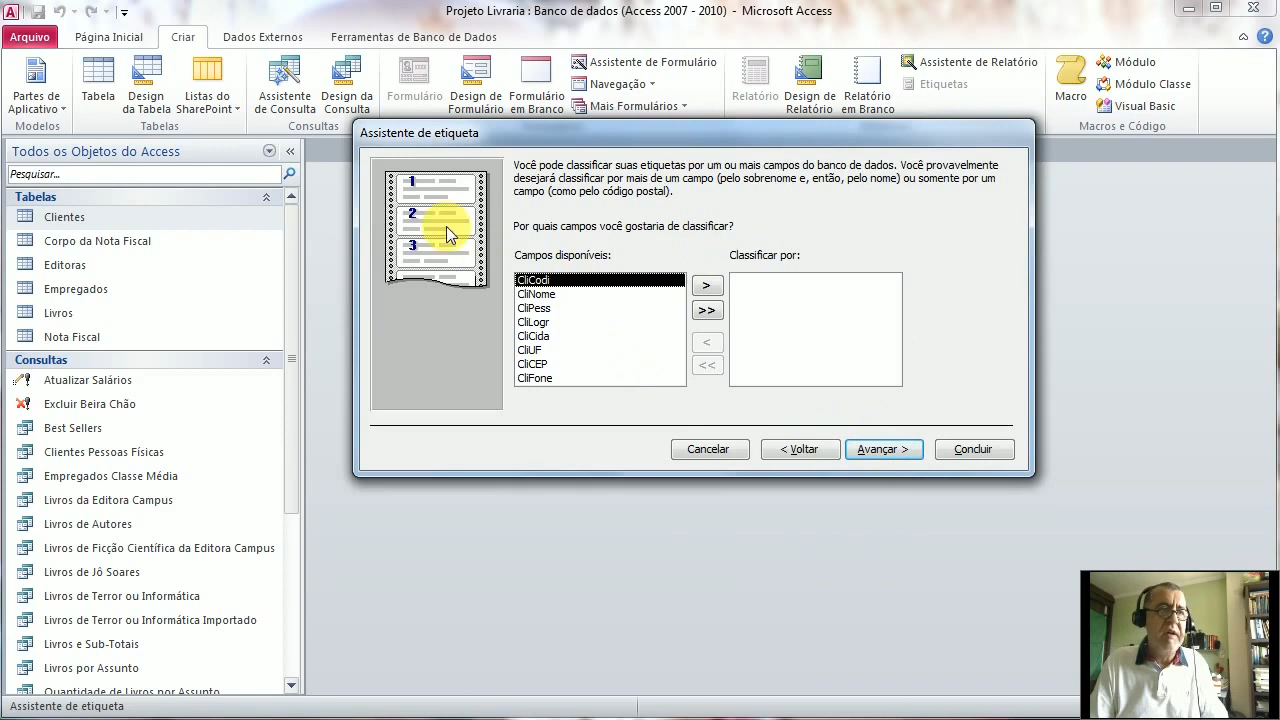 Projeto Livraria : Banco de dados (Access 2007 - 2010) - Microsoft Access
Arquivo Página Inicial Criar Dados Externos Ferramentas de Banco de Dados
Partes de Aplicativo
Tabela
Design da Tabela
Listas do SharePoint
Assistente de Consulta
Design da Consulta
Formulário
Design de Formulário
Formulário em Branco
Assistente de Formulário
Navegação
Mais Formulários
Relatório
Design de Relatório
Relatório em Branco
Assistente de Relatório
Etiquetas
Macro
Módulo
Módulo Classe
Visual Basic
Modelos Tabelas Consultas Macros e Código
Todos os Objetos do Access
Pesquisar...
Tabelas
Clientes
Corpo da Nota Fiscal
Editoras
Empregados
Livros
Nota Fiscal
Consultas
Atualizar Salários
Excluir Beira Chão
Best Sellers
Clientes Pessoas Físicas
Empregados Classe Média
Livros da Editora Campus
Livros de Autores
Livros de Ficção Científica da Editora Campus
Livros de Jô Soares
Livros de Terror ou Informática
Livros de Terror ou Informática Importado
Livros e Sub-Totais
Livros por Assunto
Quantidade de Livros por Assunto
Assistente de etiqueta
1
2
3
Você pode classificar suas etiquetas por um ou mais campos do banco de dados. Você provavelmente
desejará classificar por mais de um campo (pelo sobrenome e, então, pelo nome) ou somente por um
campo (como pelo código postal).
Por quais campos você gostaria de classificar?
Campos disponíveis: Classificar por:
CliCodi
CliNome
CliPess
CliLogr
CliCida
CliUF
CliCEP
CliFone
>
>>
<
<<
Cancelar < Voltar Avançar > Concluir
Assistente de etiqueta